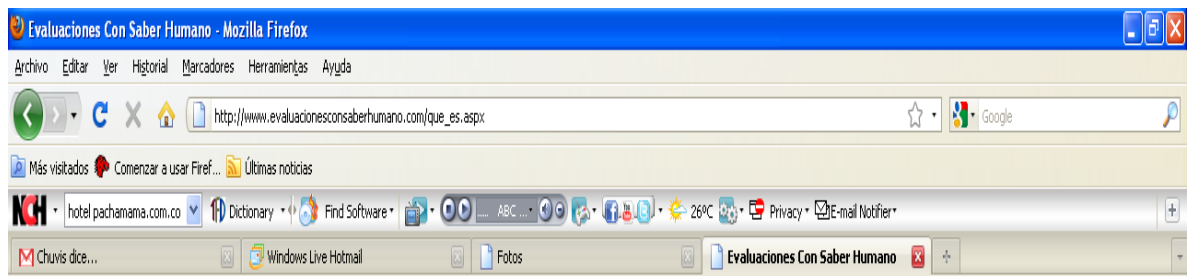 Evaluaciones Con Saber Humano - Mozilla Firefox
Archivo Editar Ver Historial Marcadores Herramientas Ayuda
http://www.evaluacionesconsaberhumano.com/que_es.aspx Google
Más visitados Comenzar a usar Firef... Últimas noticias
NCH hotel pachamama.com.co Dictionary Find Software .... ABC ... 26ºC Privacy E-mail Notifier
Chuvis dice... Windows Live Hotmail Fotos Evaluaciones Con Saber Humano